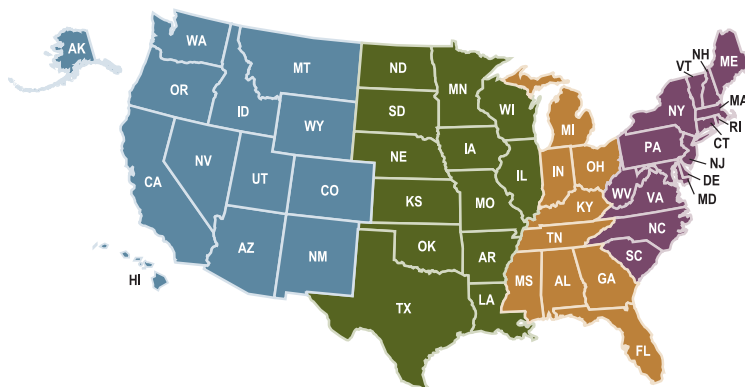 AK
WA
MT
ND
MN
VT
NH
ME
OR
ID
WY
SD
WI
MI
NY
MA
RI
CT
NV
NE
IA
PA
NJ
CA
UT
CO
IL
IN
OH
DE
MD
KS
MO
WV
VA
KY
NC
TN
AZ
NM
OK
AR
SC
HI
TX
LA
MS
AL
GA
FL